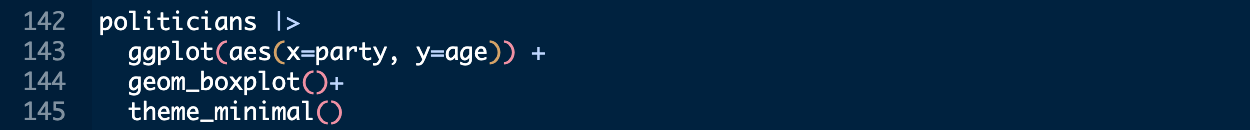 142 politicians |>
143   ggplot(aes(x=party, y=age)) +
144   geom_boxplot()+
145   theme_minimal()